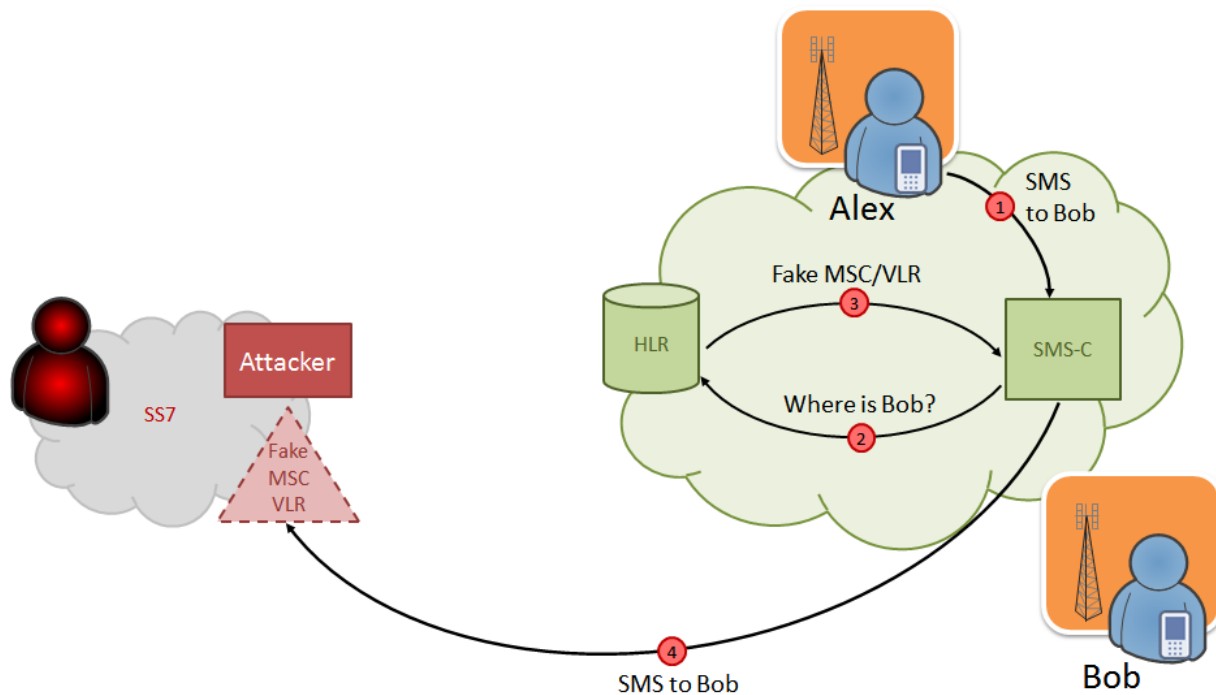 SMS
to Bob
1
Alex
Fake MSC/VLR
3
HLR
SMS-C
Attacker
SS7
Where is Bob?
2
Fake
MSC
VLR
4
SMS to Bob
Bob